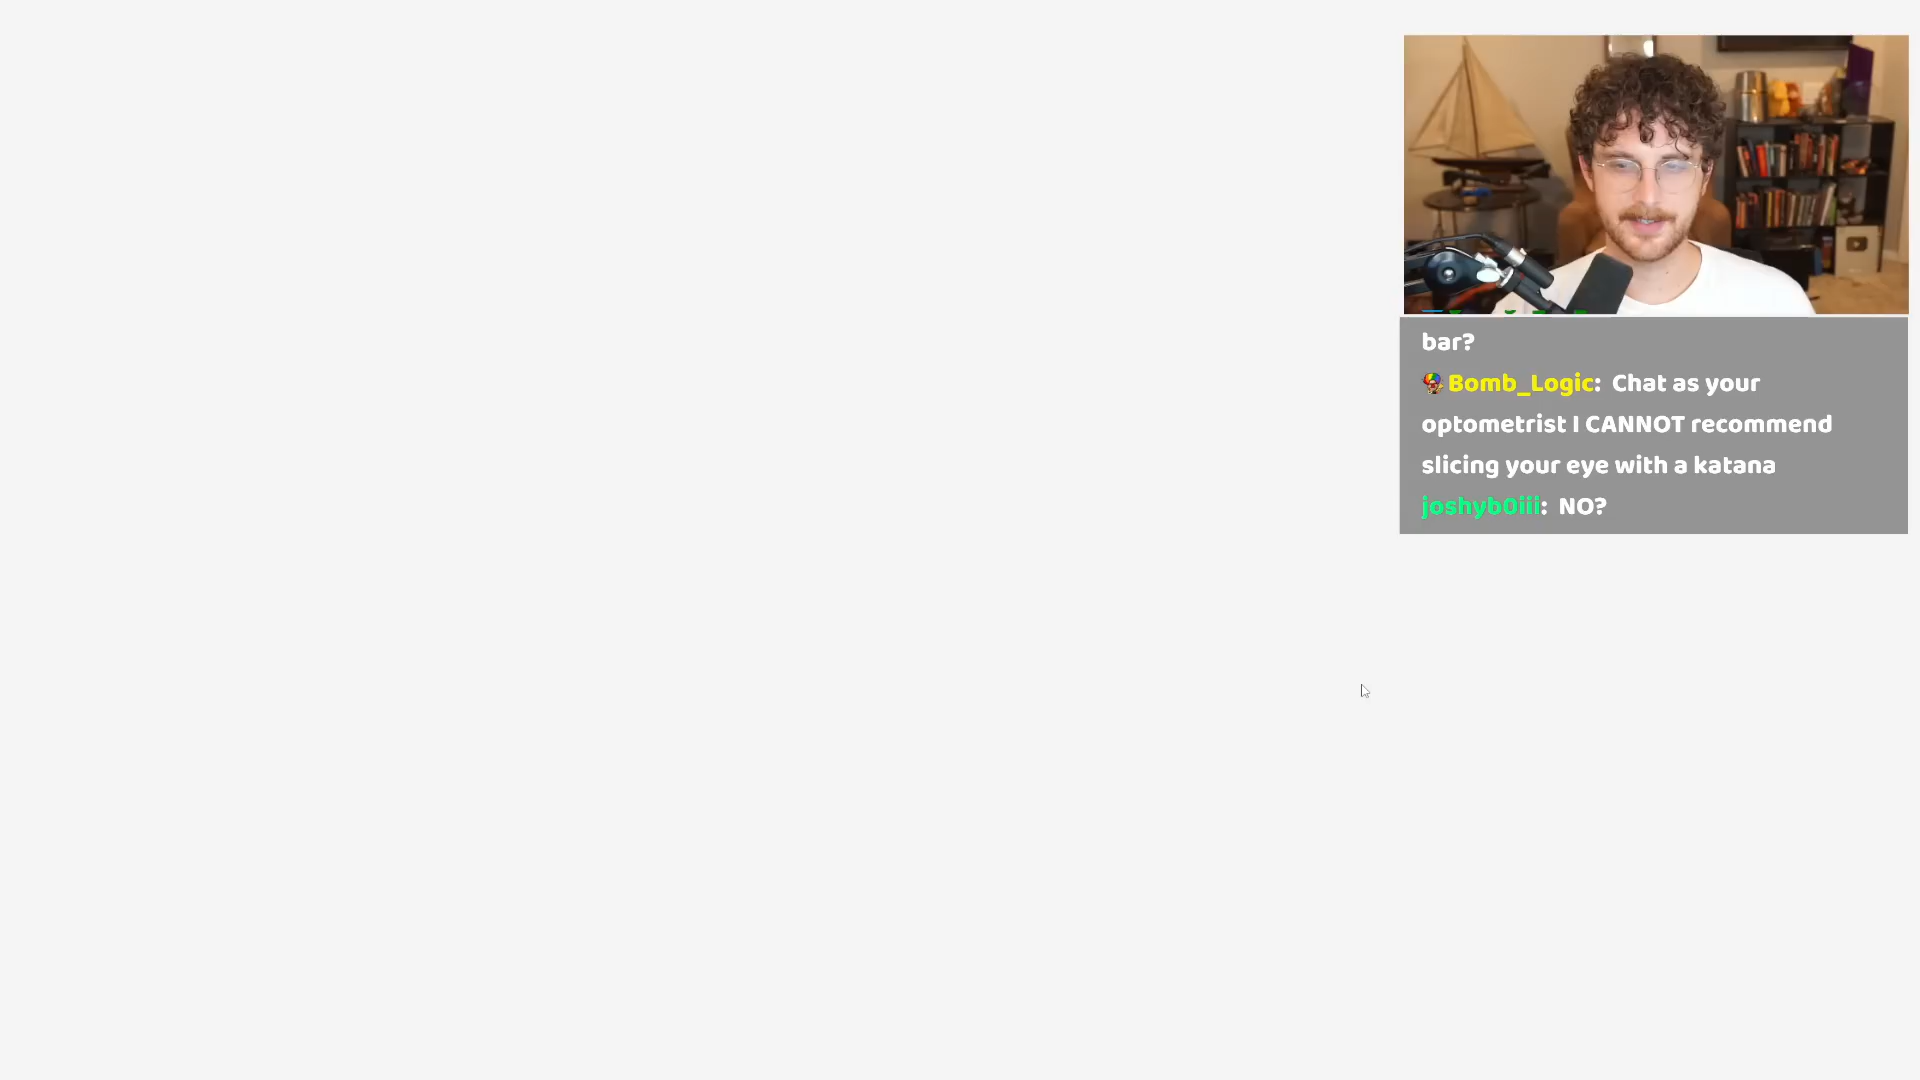 bar?
Bomb_Logic: Chat as your
optometrist I CANNOT recommend
slicing your eye with a katana
joshyb0iii: NO?